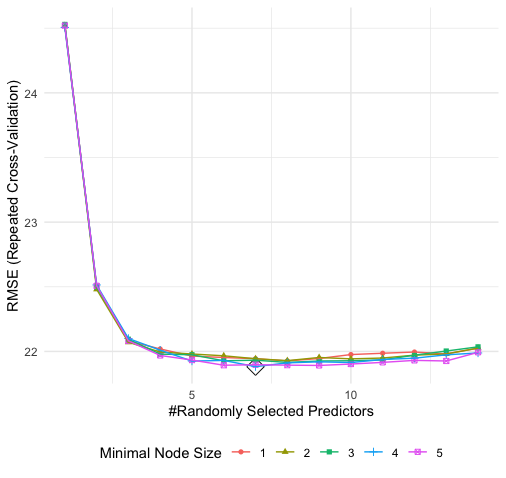 24
23
22
RMSE (Repeated Cross-Validation)
5 10
#Randomly Selected Predictors
Minimal Node Size 1 2 3 4 5